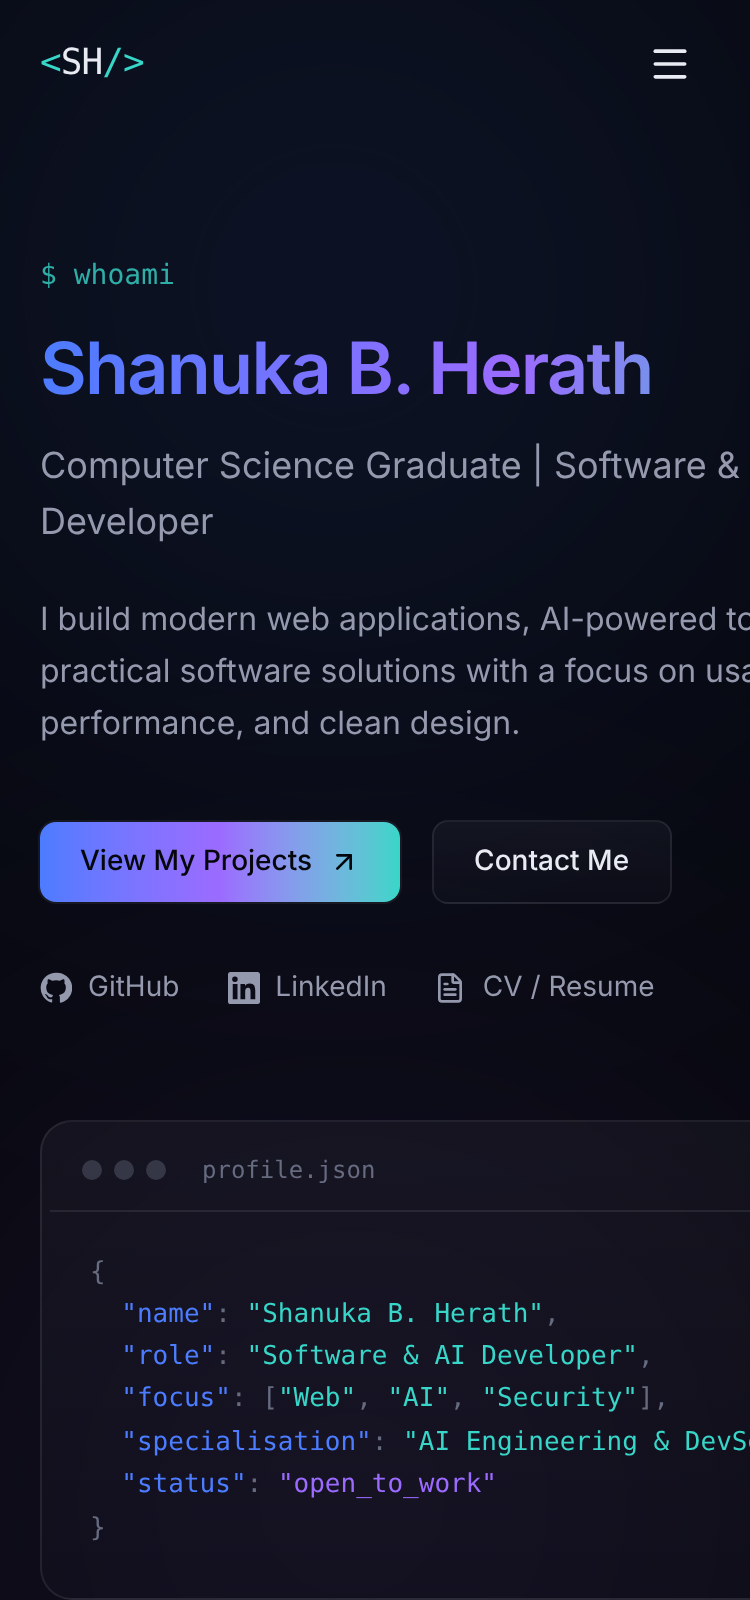 <SH/>
$ whoami
Shanuka B. Herath
Computer Science Graduate | Software &
Developer
I build modern web applications, AI-powered
practical software solutions with a focus on
performance, and clean design.
View My Projects
Contact Me
GitHub LinkedIn CV / Resume
profile.json
{
"name": "Shanuka B. Herath",
"role": "Software & AI Developer",
"focus": ["Web", "AI", "Security"],
"specialisation": "AI Engineering &
"status": "open_to_work"
}